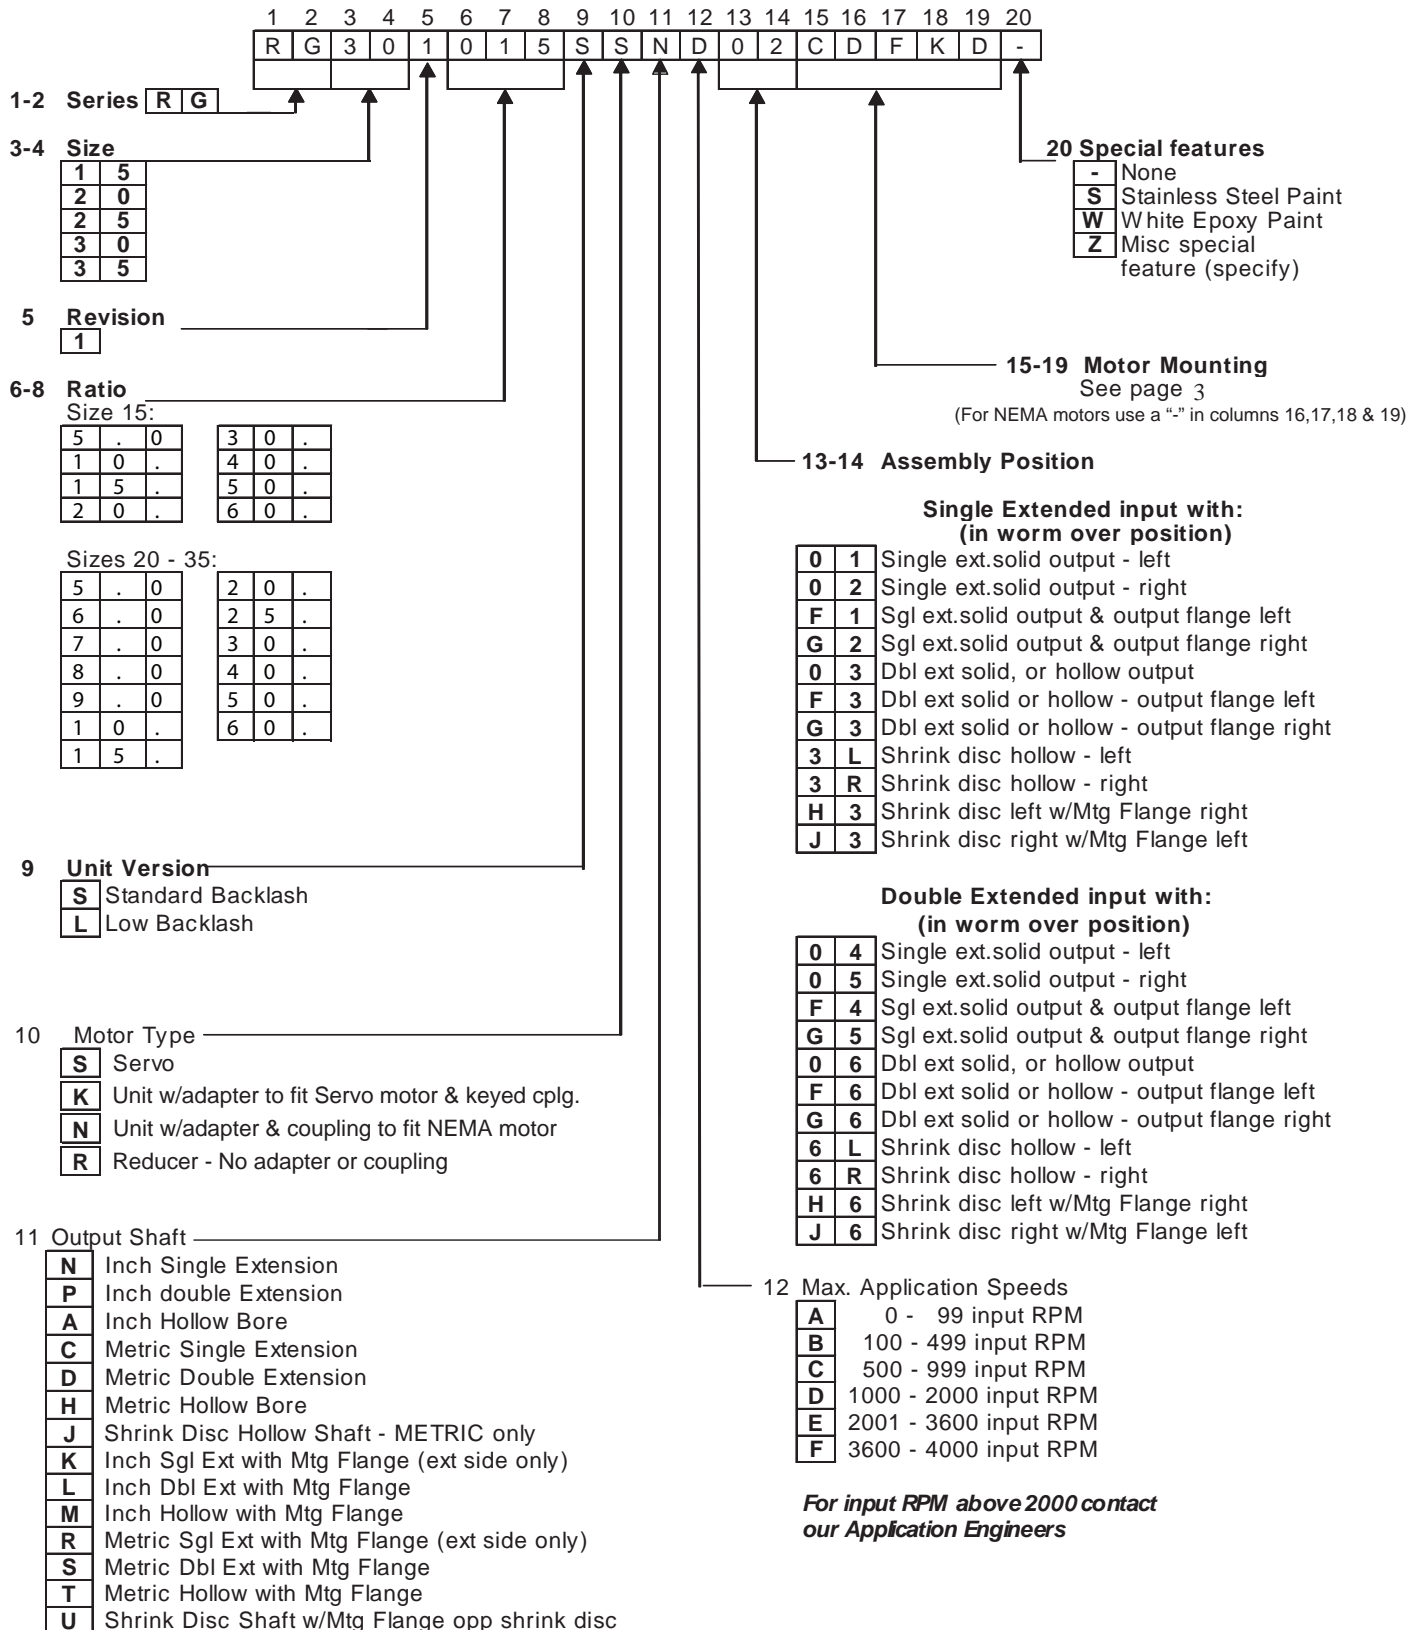 1 2 3 4 5 6 7 8 9 10 11 12 13 14 15 16 17 18 19 20
R G 3 0 1 0 1 5 S S N D 0 2 C D F K D -
1-2 Series R G
3-4 Size
1 5
2 0
2 5
3 0
3 5
5 Revision
1
6-8 Ratio
Size 15:
5 . 0 3 0 .
1 0 . 4 0 .
1 5 . 5 0 .
2 0 . 6 0 .
Sizes 20 - 35:
5 . 0 2 0 .
6 . 0 2 5 .
7 . 0 3 0 .
8 . 0 4 0 .
9 . 0 5 0 .
1 0 . 6 0 .
1 5 .
9 Unit Version
S Standard Backlash
L Low Backlash
10 Motor Type
S Servo
K Unit w/adapter to fit Servo motor & keyed cplg.
N Unit w/adapter & coupling to fit NEMA motor
R Reducer - No adapter or coupling
11 Output Shaft
N Inch Single Extension
P Inch double Extension
A Inch Hollow Bore
C Metric Single Extension
D Metric Double Extension
H Metric Hollow Bore
J Shrink Disc Hollow Shaft - METRIC only
K Inch Sgl Ext with Mtg Flange (ext side only)
L Inch Dbl Ext with Mtg Flange
M Inch Hollow with Mtg Flange
R Metric Sgl Ext with Mtg Flange (ext side only)
S Metric Dbl Ext with Mtg Flange
T Metric Hollow with Mtg Flange
U Shrink Disc Shaft w/Mtg Flange opp shrink disc
20 Special features
- None
S Stainless Steel Paint
W White Epoxy Paint
Z Misc special
feature (specify)
15-19 Motor Mounting
See page 3
(For NEMA motors use a “-” in columns 16,17,18 & 19)
13-14 Assembly Position
Single Extended input with:
(in worm over position)
0 1 Single ext.solid output - left
0 2 Single ext.solid output - right
F 1 Sgl ext.solid output & output flange left
G 2 Sgl ext.solid output & output flange right
0 3 Dbl ext solid, or hollow output
F 3 Dbl ext solid or hollow - output flange left
G 3 Dbl ext solid or hollow - output flange right
3 L Shrink disc hollow - left
3 R Shrink disc hollow - right
H 3 Shrink disc left w/Mtg Flange right
J 3 Shrink disc right w/Mtg Flange left
Double Extended input with:
(in worm over position)
0 4 Single ext.solid output - left
0 5 Single ext.solid output - right
F 4 Sgl ext.solid output & output flange left
G 5 Sgl ext.solid output & output flange right
0 6 Dbl ext solid, or hollow output
F 6 Dbl ext solid or hollow - output flange left
G 6 Dbl ext solid or hollow - output flange right
6 L Shrink disc hollow - left
6 R Shrink disc hollow - right
H 6 Shrink disc left w/Mtg Flange right
J 6 Shrink disc right w/Mtg Flange left
12 Max. Application Speeds
A 0 - 99 input RPM
B 100 - 499 input RPM
C 500 - 999 input RPM
D 1000 - 2000 input RPM
E 2001 - 3600 input RPM
F 3600 - 4000 input RPM
For input RPM above 2000 contact
our Application Engineers